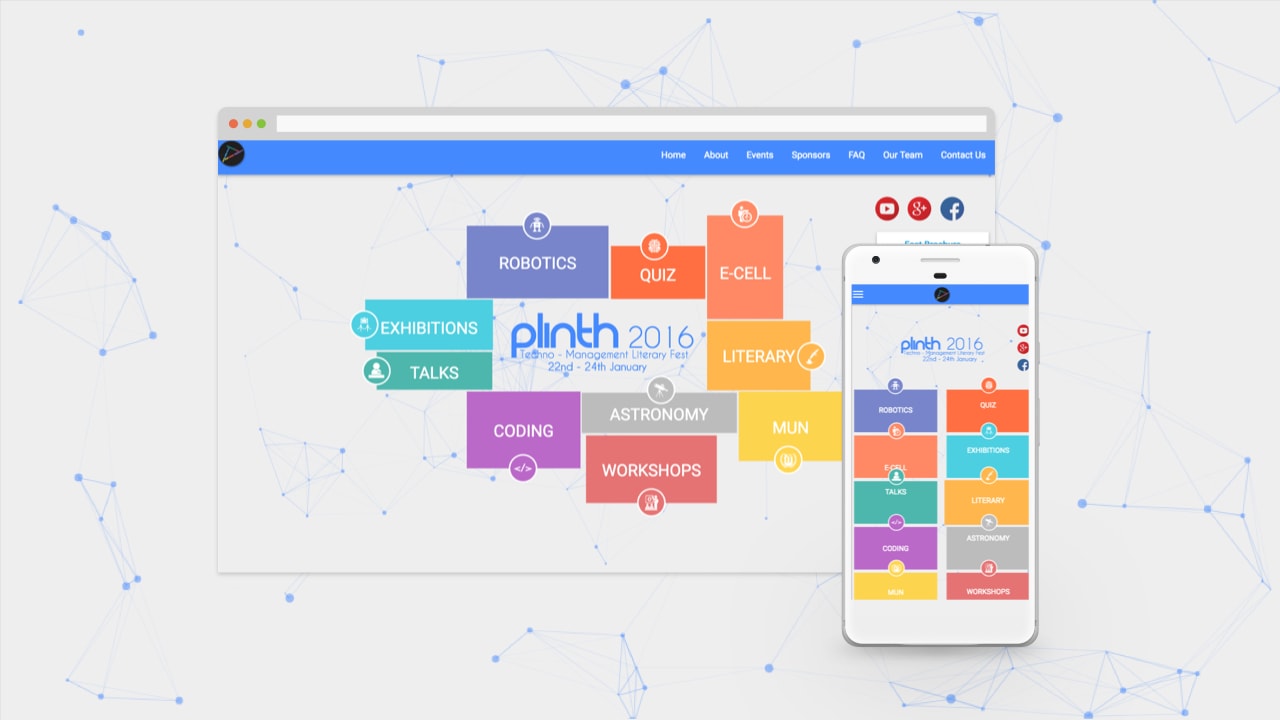 Home About Events Sponsors FAQ Our Team Contact Us
ROBOTICS
QUIZ
E-CELL
EXHIBITIONS
TALKS
plinth 2016
Techno - Management Literary Fest
22nd - 24th January
LITERARY
CODING
ASTRONOMY
MUN
WORKSHOPS
plinth 2016
Techno - Management Literary Fest
22nd - 24th January
ROBOTICS
QUIZ
E-CELL
EXHIBITIONS
TALKS
LITERARY
CODING
ASTRONOMY
MUN
WORKSHOPS